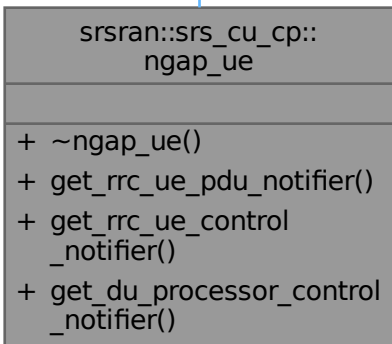 srsran::srs_cu_cp::
ngap_ue
+ ~ngap_ue()
+ get_rrc_ue_pdu_notifier()
+ get_rrc_ue_control
_notifier()
+ get_du_processor_control
_notifier()